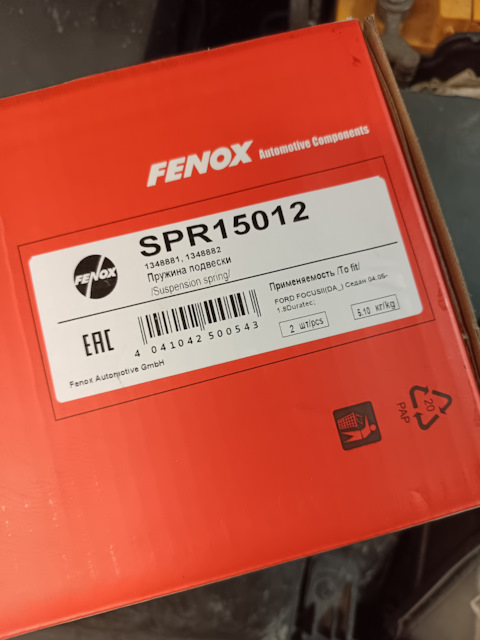 FENOX Automotive Components
FENOX
SPR15012
1348881, 1348882
Пружина подвески
/Suspension spring/
EAC
4 041042 500543
Fenox Automotive GmbH
Применяемость /To fit/
FORD FOCUSII(DA_) Седан 04.05-
1.8Duratec;
2 шт/pcs
5.10 кг/kg
20
PAP